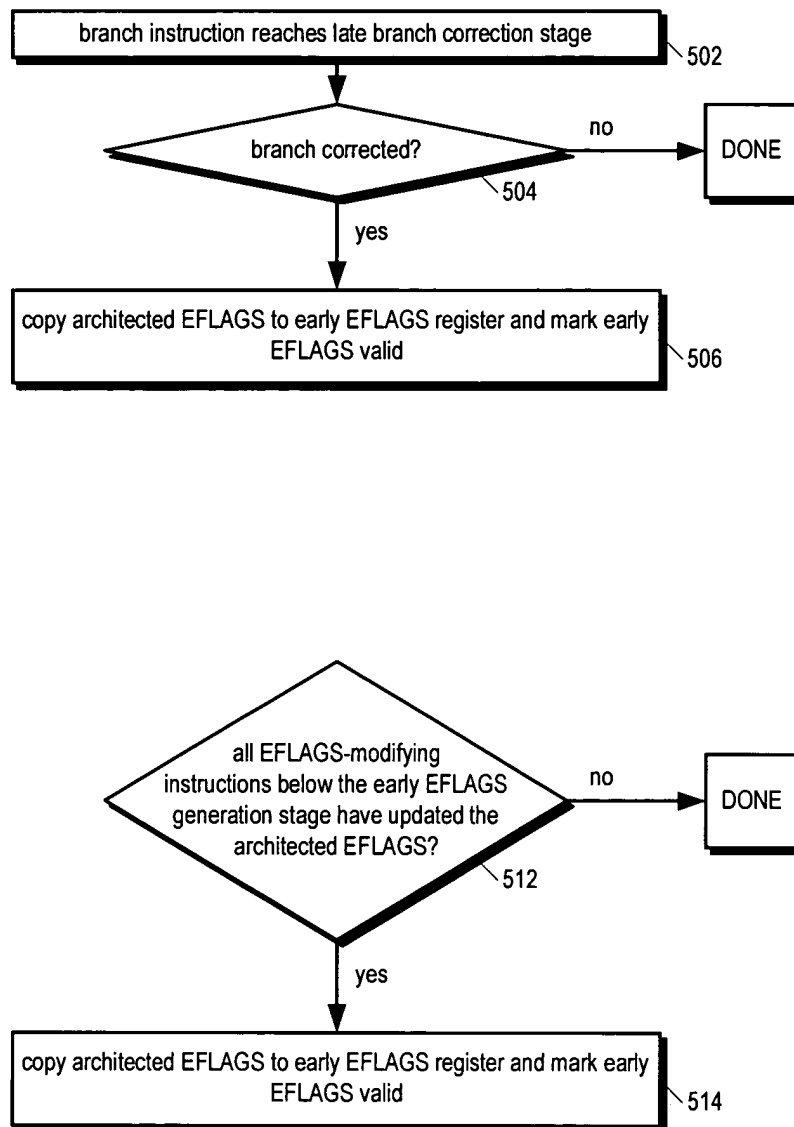 branch instruction reaches late branch correction stage
502
branch corrected?
no
DONE
504
yes
copy architected EFLAGS to early EFLAGS register and mark early
EFLAGS valid
506
all EFLAGS-modifying
instructions below the early EFLAGS
generation stage have updated the
architected EFLAGS?
no
DONE
512
yes
copy architected EFLAGS to early EFLAGS register and mark early
EFLAGS valid
514